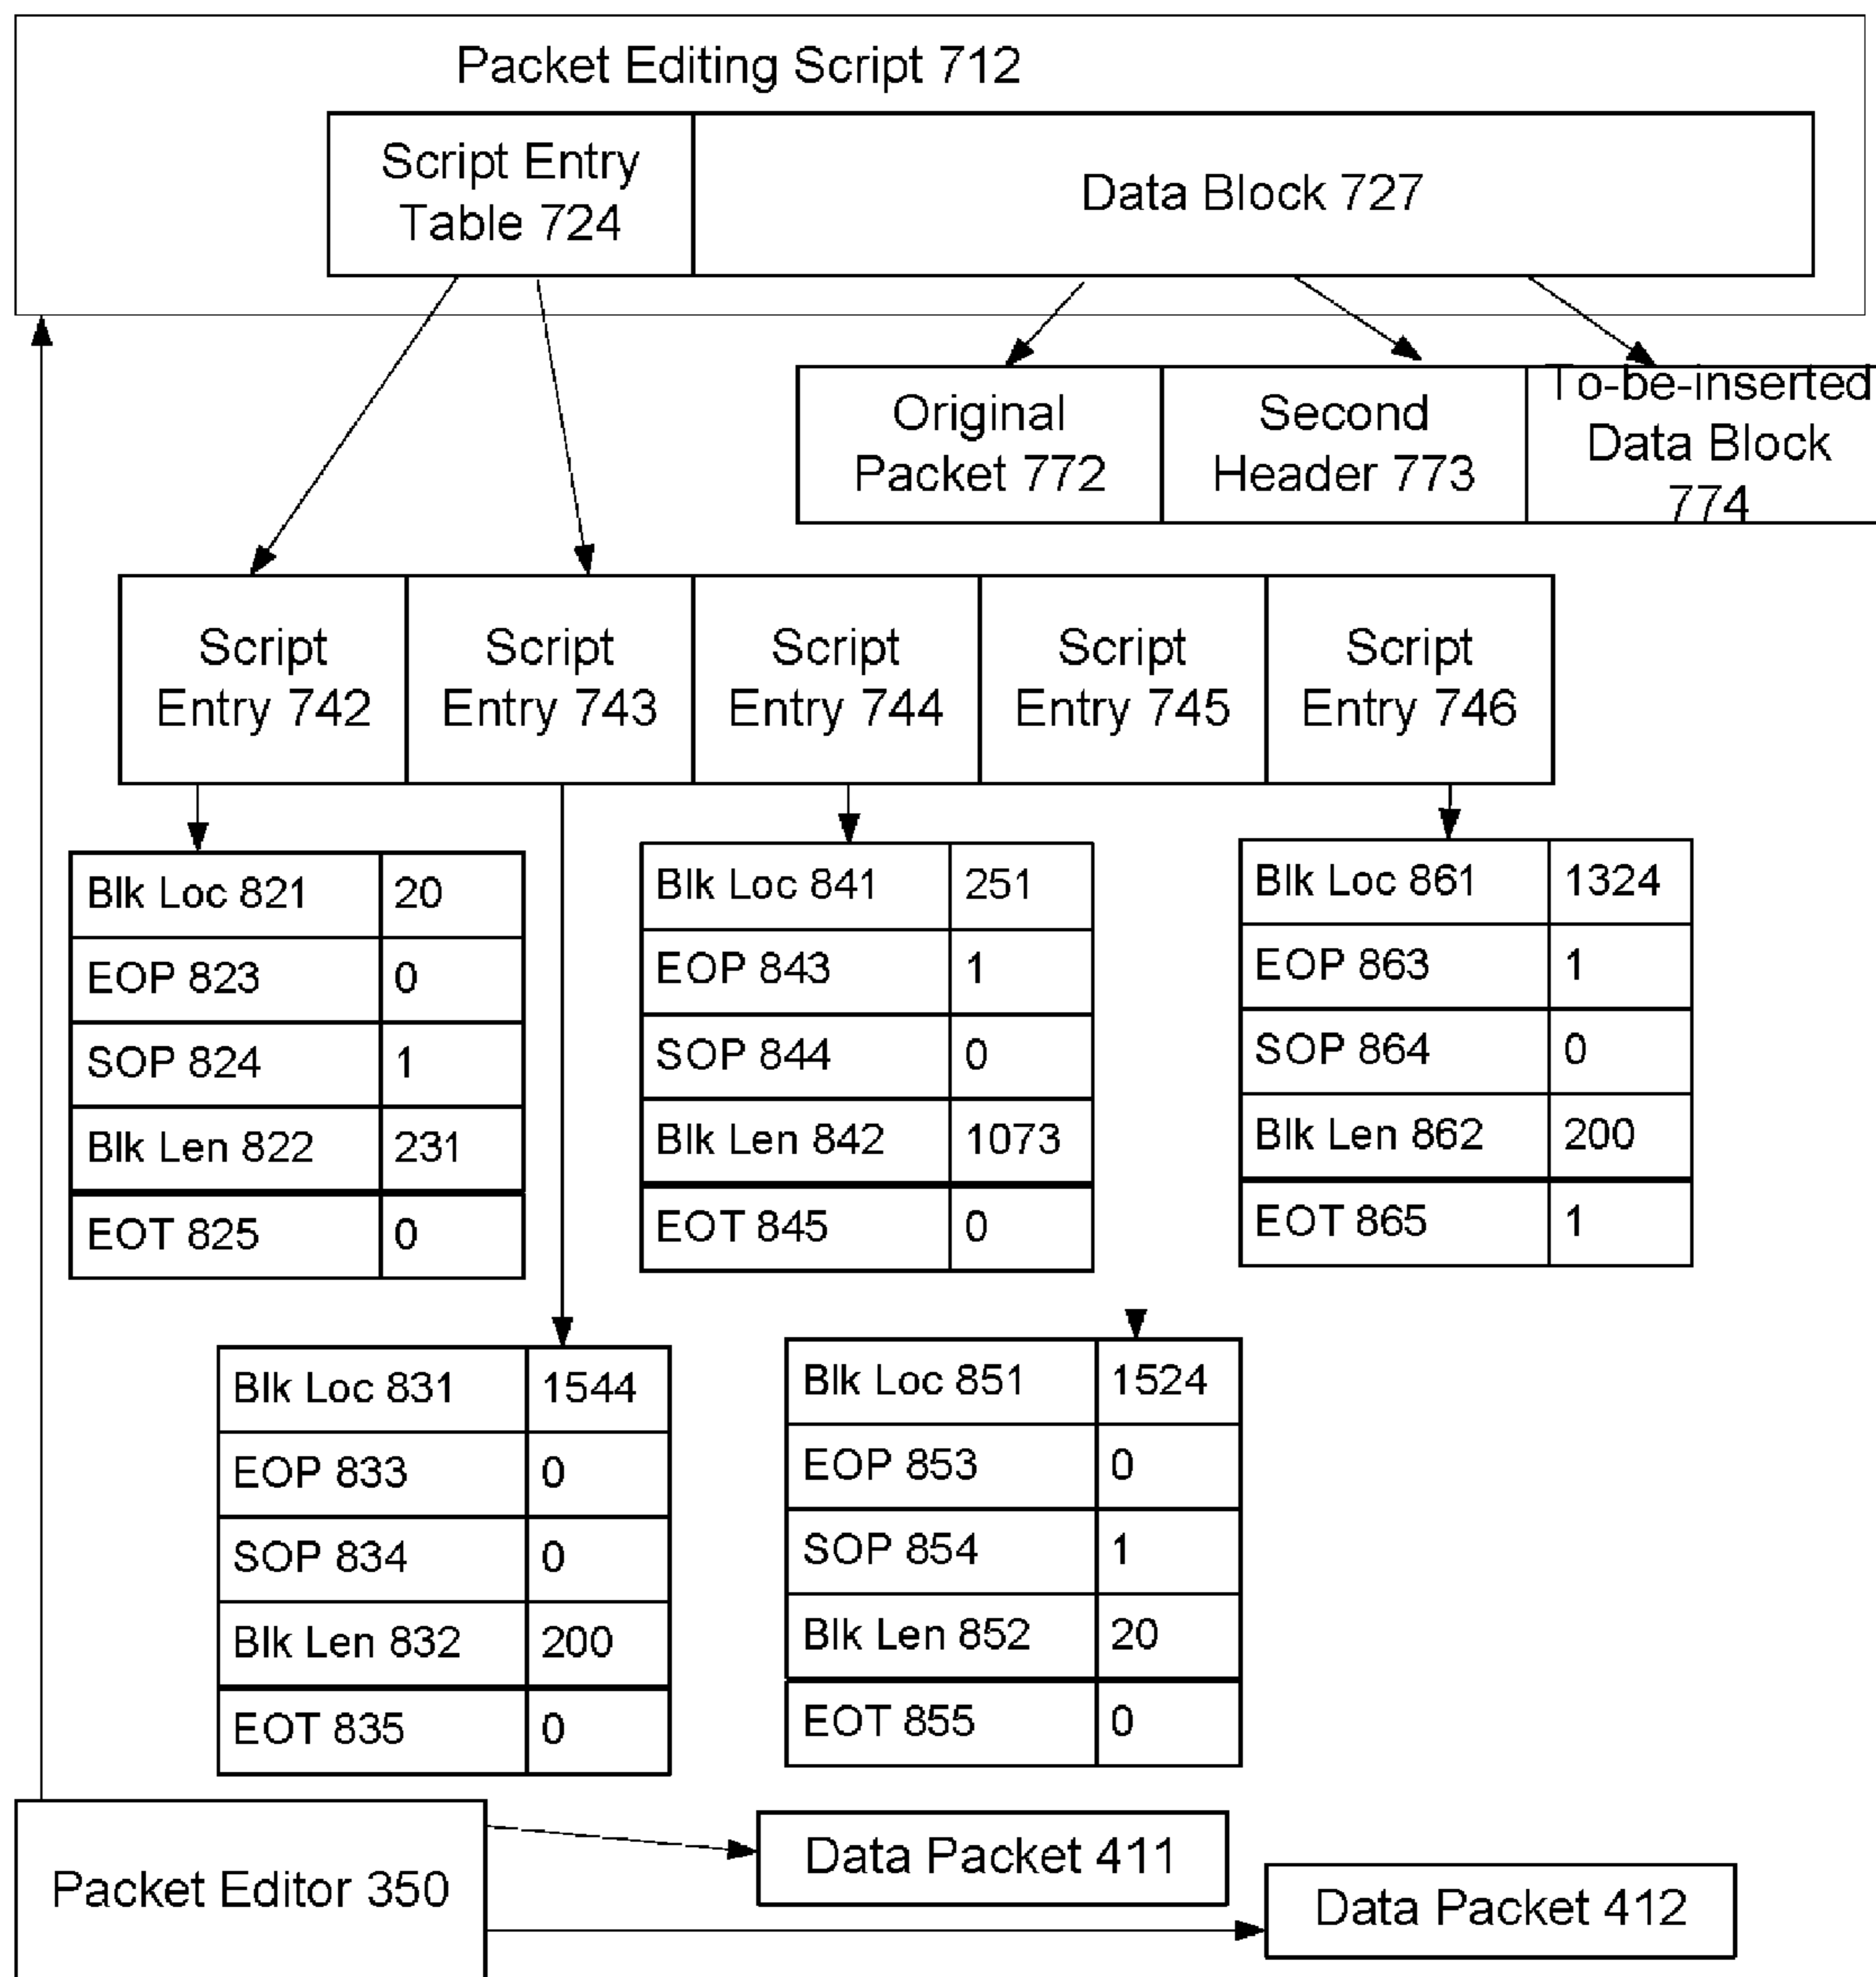 Packet Editing Script 712
Script Entry
Table 724
Data Block 727
Original
Packet 772
Second
Header 773
To-be-inserted
Data Block
774
Script
Entry 742
Script
Entry 743
Script
Entry 744
Script
Entry 745
Script
Entry 746
Blk Loc 821 20
EOP 823 0
SOP 824 1
Blk Len 822 231
EOT 825 0
Blk Loc 841 251
EOP 843 1
SOP 844 0
Blk Len 842 1073
EOT 845 0
Blk Loc 861 1324
EOP 863 1
SOP 864 0
Blk Len 862 200
EOT 865 1
Blk Loc 831 1544
EOP 833 0
SOP 834 0
Blk Len 832 200
EOT 835 0
Blk Loc 851 1524
EOP 853 0
SOP 854 1
Blk Len 852 20
EOT 855 0
Packet Editor 350
Data Packet 411
Data Packet 412